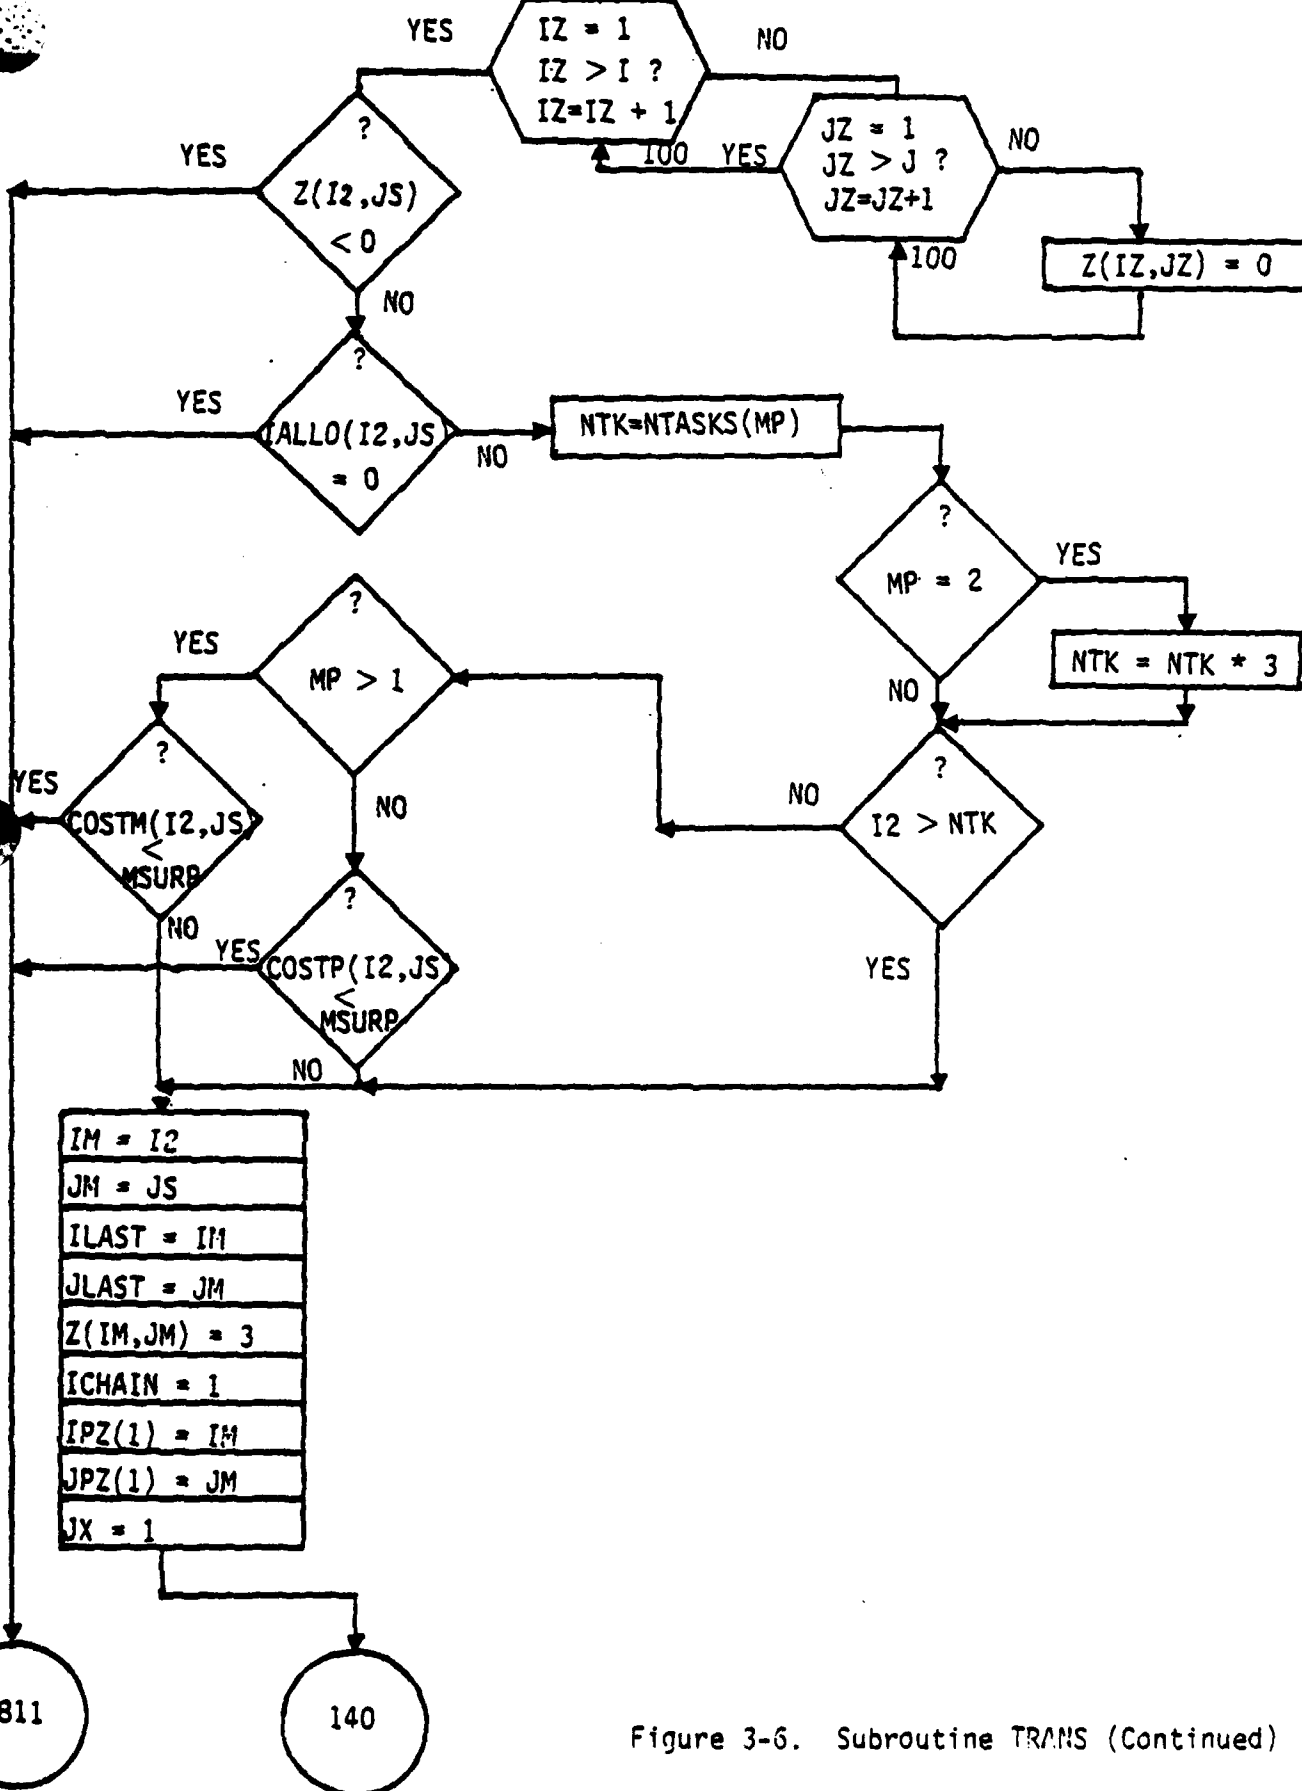 YES
IZ = 1
IZ > I ?
IZ=IZ + 1
NO
100
YES
JZ = 1
JZ > J ?
JZ=JZ+1
NO
100
Z(IZ,JZ) = 0
YES
?
Z(I2,JS)
< 0
NO
YES
?
IALLO(I2,JS)
= 0
NO
NTK=NTASKS(MP)
?
MP = 2
YES
NTK = NTK * 3
NO
YES
?
MP > 1
NO
?
I2 > NTK
NO
YES
YES
?
COSTM(I2,JS)
<
MSURP
NO
YES
?
COSTP(I2,JS)
<
MSURP
NO
IM = I2
JM = JS
ILAST = IM
JLAST = JM
Z(IM,JM) = 3
ICHAIN = 1
IPZ(1) = IM
JPZ(1) = JM
JX = 1
811
140
Figure 3-6. Subroutine TRANS (Continued)